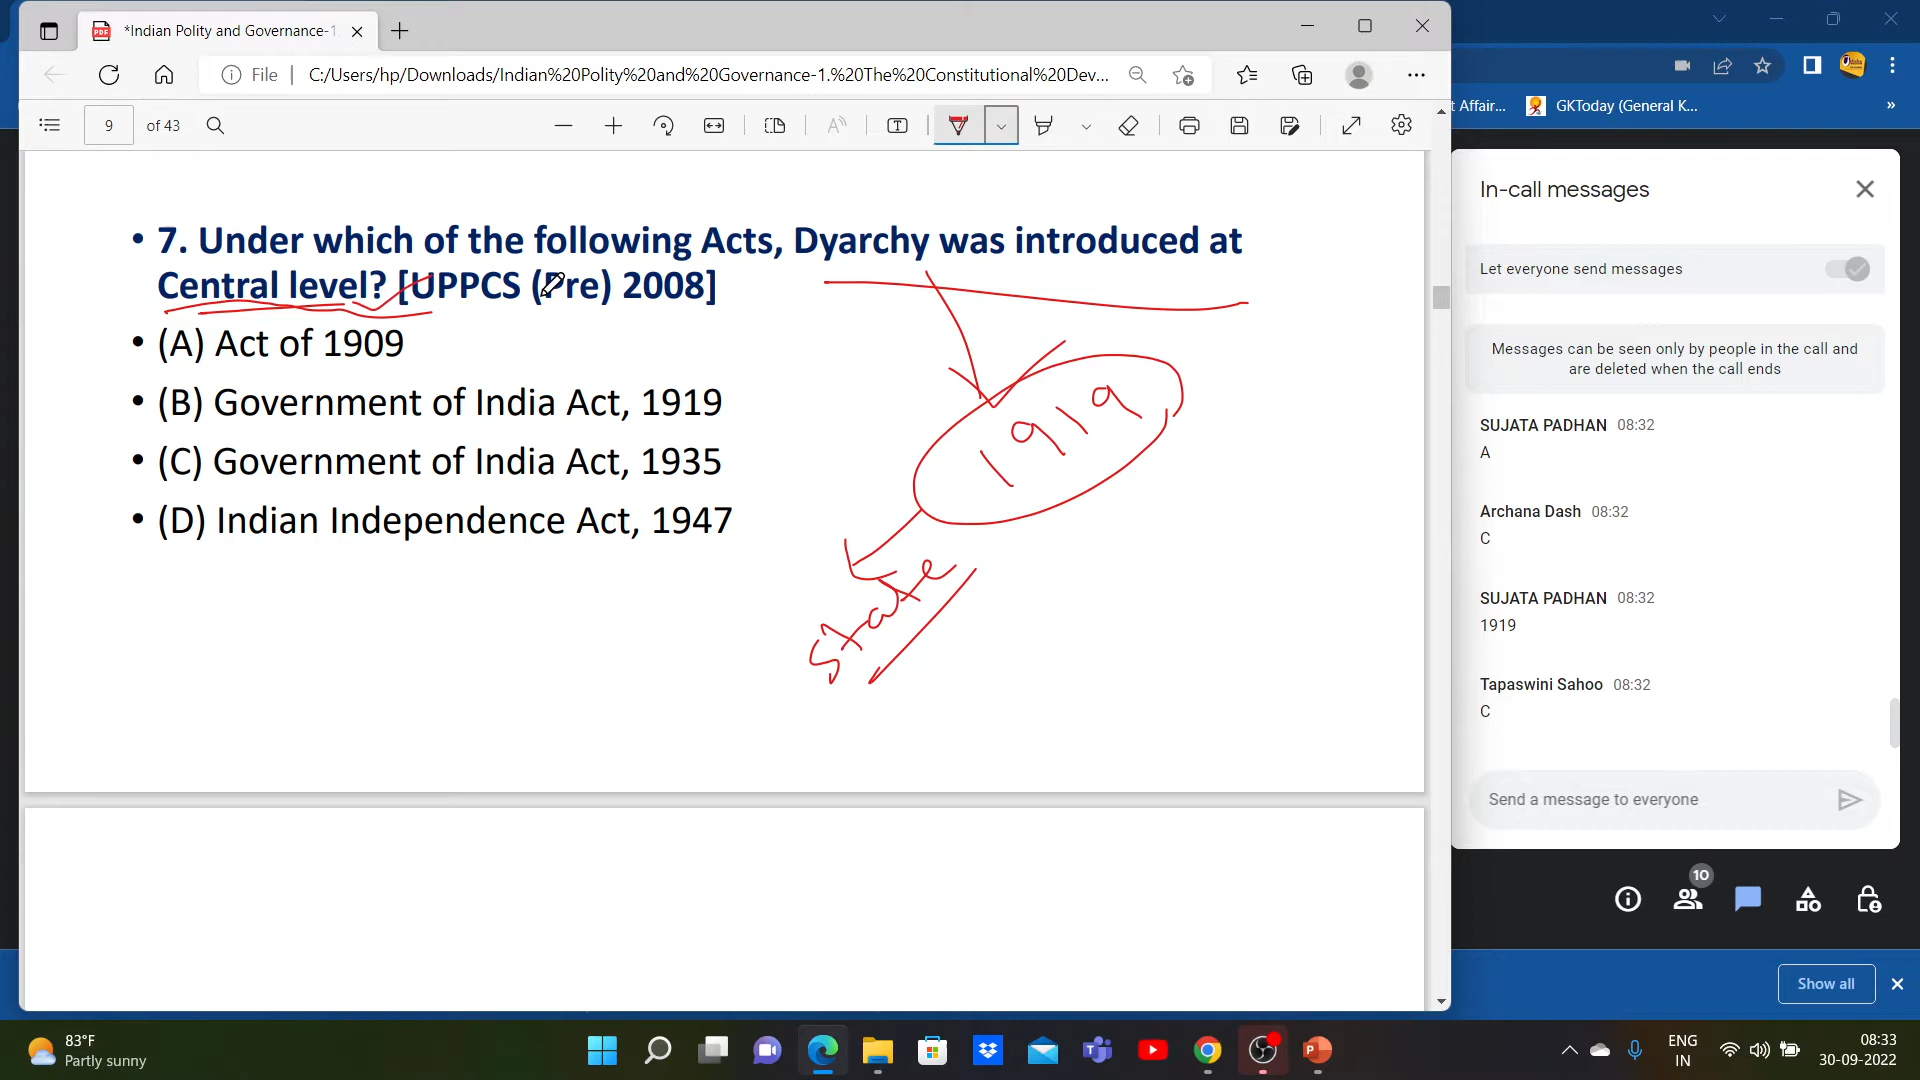 *Indian Polity and Governance-1
File
C:/Users/hp/Downloads/Indian%20Polity%20and%20Governance-1.%20The%20Constitutional%20Dev...
9 of 43
t Affair...
GKToday (General K...
• 7. Under which of the following Acts, Dyarchy was introduced at
Central level? [UPPCS (Pre) 2008]
• (A) Act of 1909
• (B) Government of India Act, 1919
• (C) Government of India Act, 1935
• (D) Indian Independence Act, 1947
1919
state
In-call messages
Let everyone send messages
Messages can be seen only by people in the call and
are deleted when the call ends
SUJATA PADHAN 08:32
A
Archana Dash 08:32
C
SUJATA PADHAN 08:32
1919
Tapaswini Sahoo 08:32
C
Send a message to everyone
10
Show all
83°F
Partly sunny
ENG
IN
08:33
30-09-2022